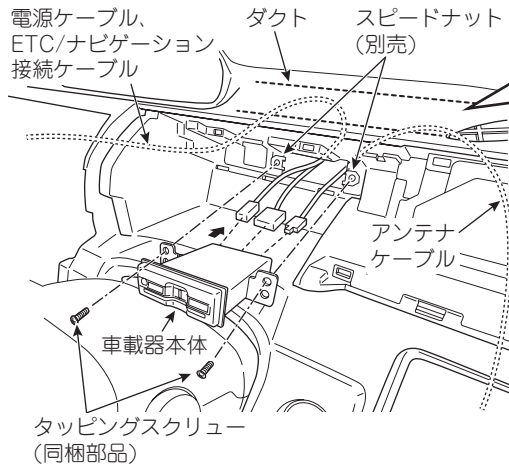 電源ケーブル、
ETC/ナビゲーション
接続ケーブル
ダクト
スピードナット
(別売)
アンテナ
ケーブル
車載器本体
タッピングスクリュー
(同梱部品)